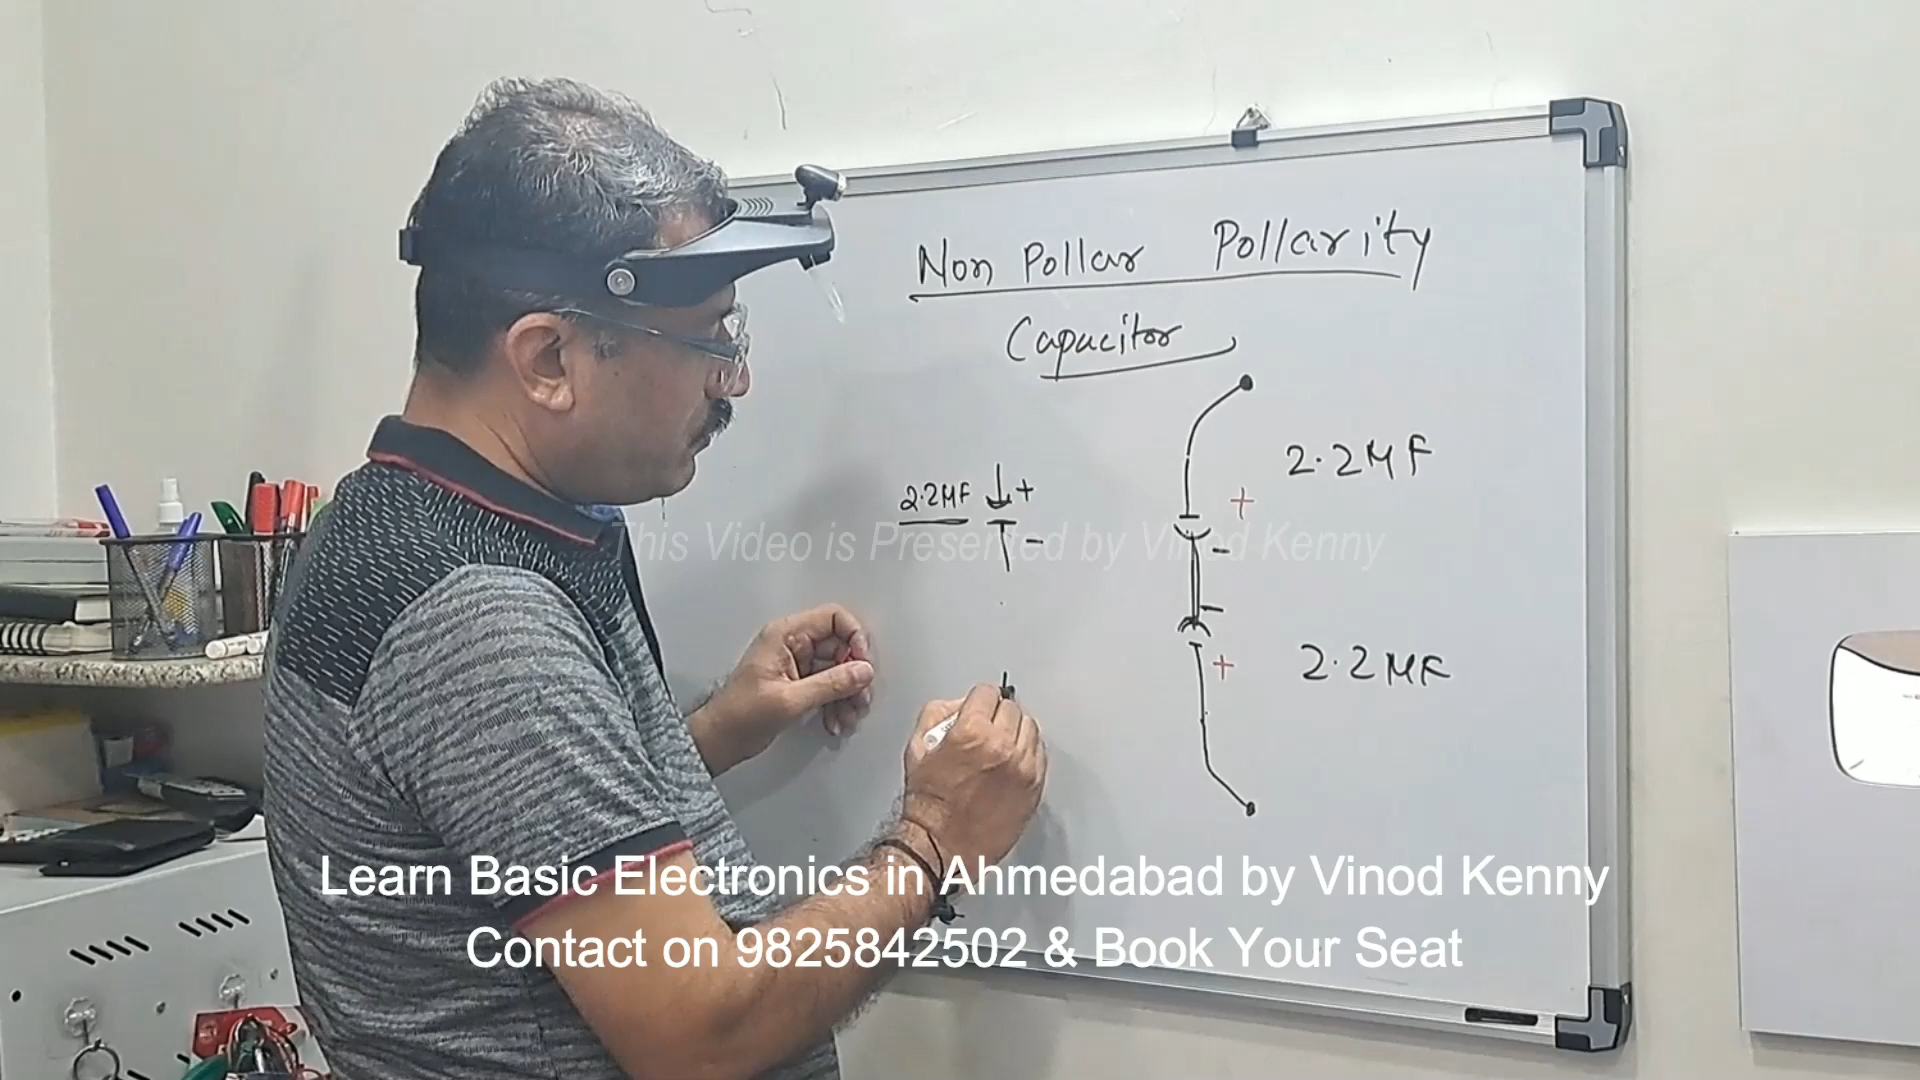 Non Pollar Pollarity
Capacitor
2.2MF
+
2.2MF
+
+
-
-
-
+
2.2MF
This Video is Presented by Vinod Kenny
Learn Basic Electronics in Ahmedabad by Vinod Kenny
Contact on 9825842502 & Book Your Seat